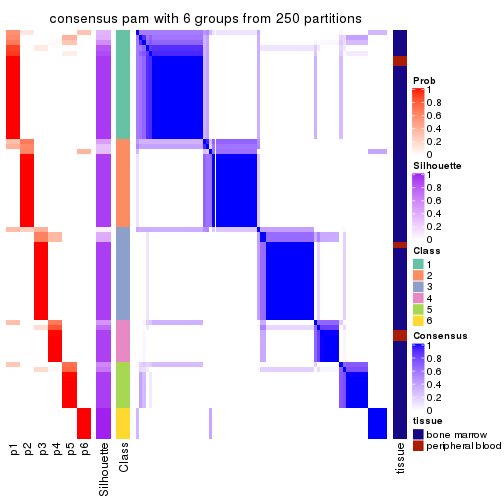 consensus pam with 6 groups from 250 partitions
Prob
1
0.8
0.6
0.4
0.2
0
Silhouette
1
0.8
0.6
0.4
0.2
0
Class
1
2
3
4
5
6
Consensus
1
0.8
0.6
0.4
0.2
0
tissue
bone marrow
peripheral blood
p1
p2
p3
p4
p5
p6
Silhouette
Class
tissue